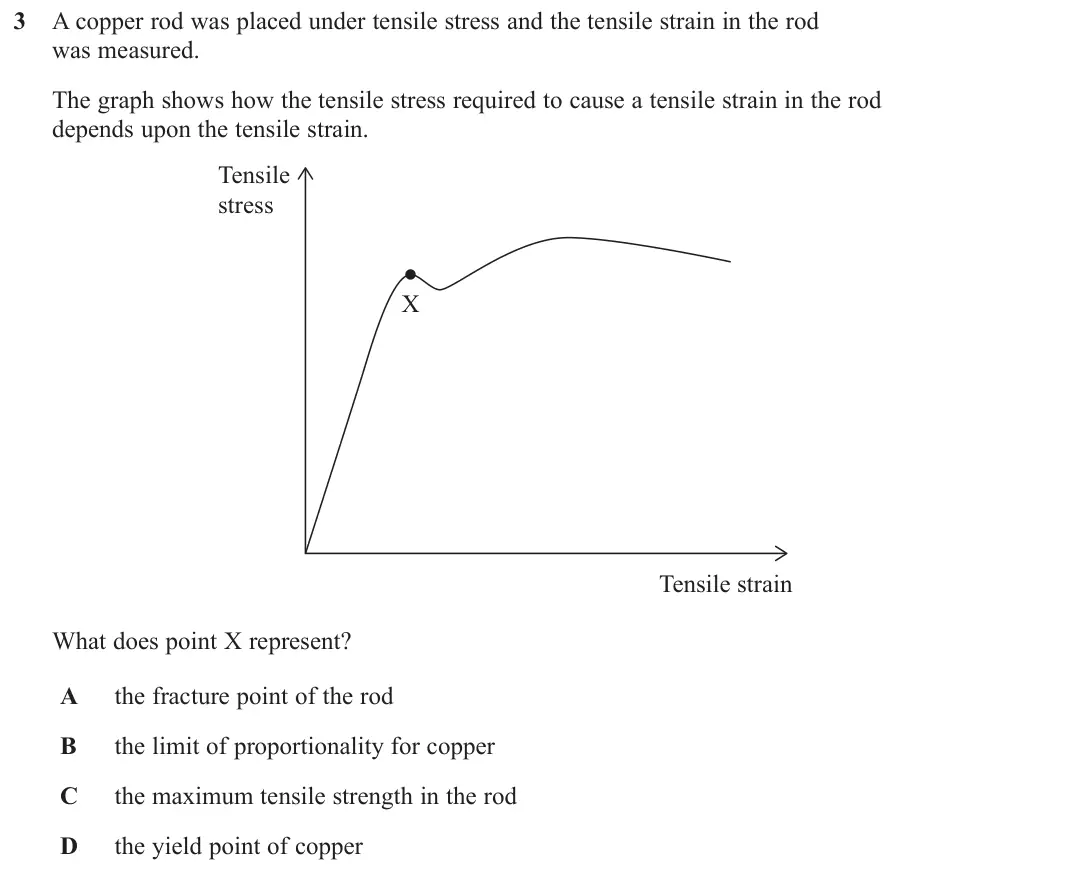 3 A copper rod was placed under tensile stress and the tensile strain in the rod
was measured.
The graph shows how the tensile stress required to cause a tensile strain in the rod
depends upon the tensile strain.
Tensile
stress
X
Tensile strain
What does point X represent?
A the fracture point of the rod
B the limit of proportionality for copper
C the maximum tensile strength in the rod
D the yield point of copper